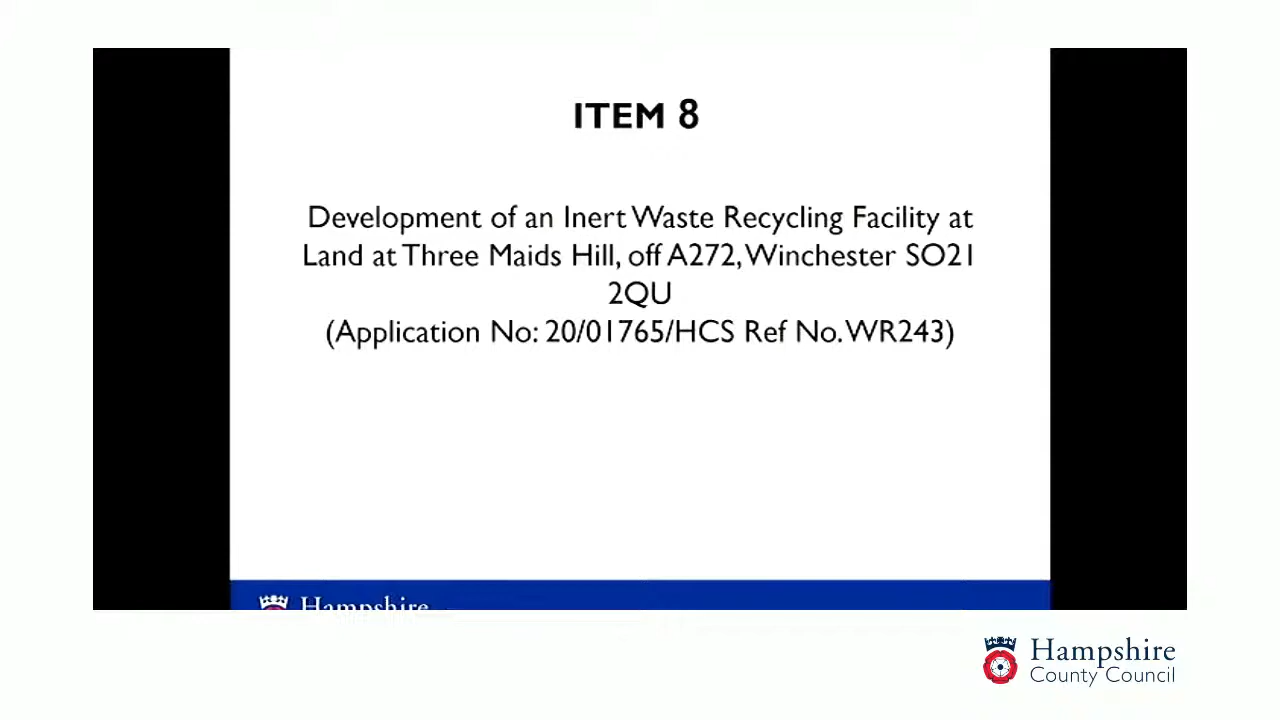 ITEM 8
Development of an Inert Waste Recycling Facility at
Land at Three Maids Hill, off A272, Winchester SO21
2QU
(Application No: 20/01765/HCS Ref No. WR243)
Hampshire
Hampshire
County Council